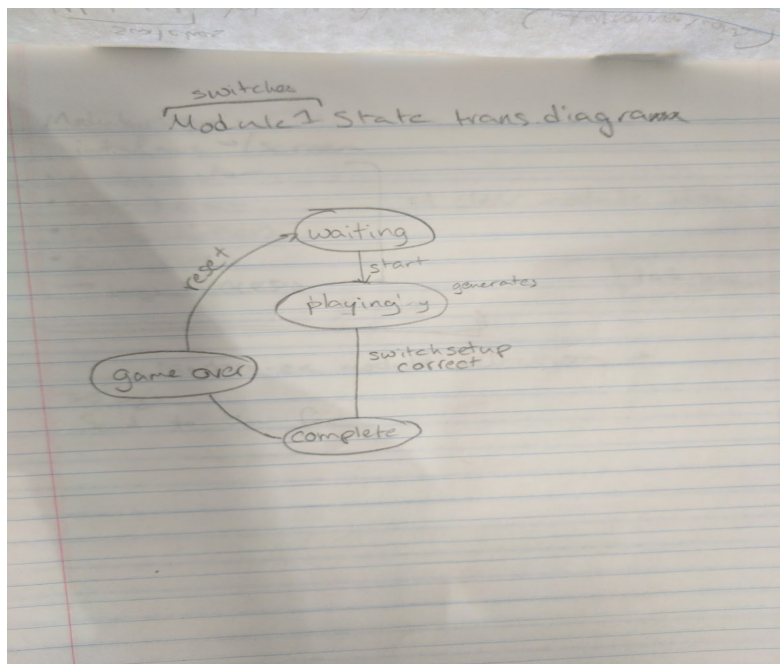 switches
Module 1 State trans. diagram
waiting
reset
start
playing y
generates
switch setup
correct
game over
complete